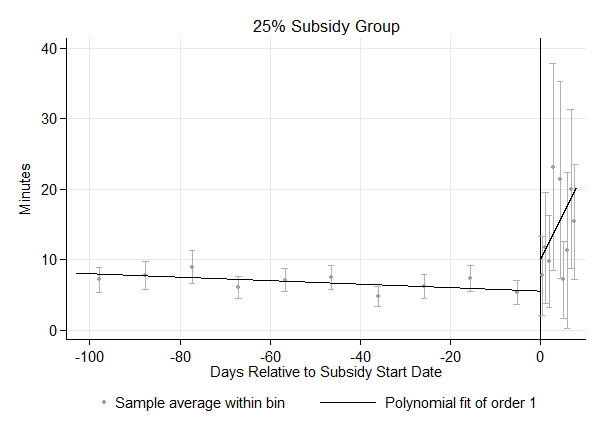 25% Subsidy Group
40
30
20
10
0
Minutes
-100 -80 -60 -40 -20 0
Days Relative to Subsidy Start Date
Sample average within bin Polynomial fit of order 1